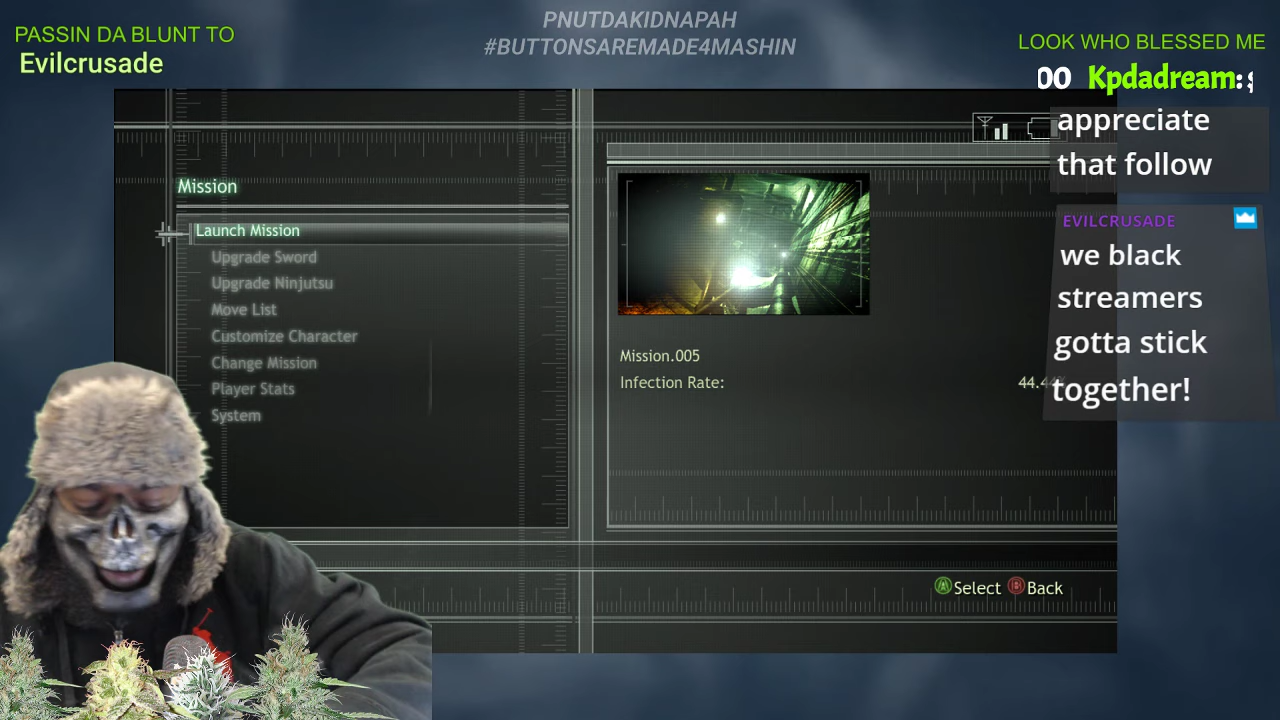 PASSIN DA BLUNT TO
Evilcrusade
PNUTDAKIDNAPAH
#BUTTONSAREMADE4MASHIN
LOOK WHO BLESSED ME
Kpdadream:
appreciate
that follow
EVILCRUSADE
we black
streamers
gotta stick
together!
Mission
Launch Mission
Upgrade Sword
Upgrade Ninjutsu
Move List
Customize Character
Change Mission
Player Stats
System
Mission.005
Infection Rate:
Select Back